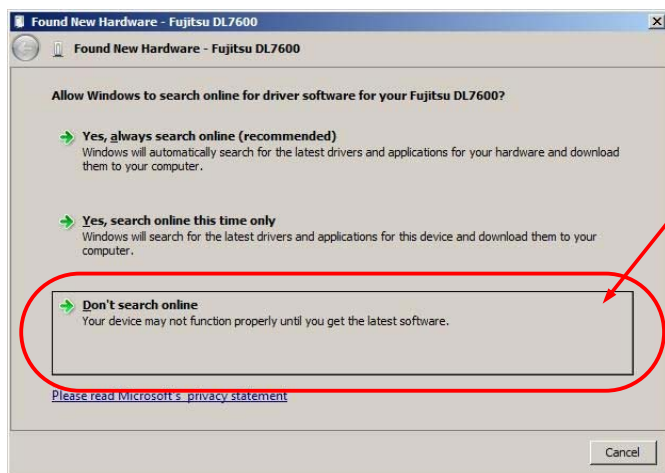 Found New Hardware - Fujitsu DL7600
Found New Hardware - Fujitsu DL7600
Allow Windows to search online for driver software for your Fujitsu DL7600?
Yes, always search online (recommended)
Windows will automatically search for the latest drivers and applications for your hardware and download
them to your computer.
Yes, search online this time only
Windows will search for the latest drivers and applications for this device and download them to your
computer.
Don't search online
Your device may not function properly until you get the latest software.
Please read Microsoft's privacy statement
Cancel